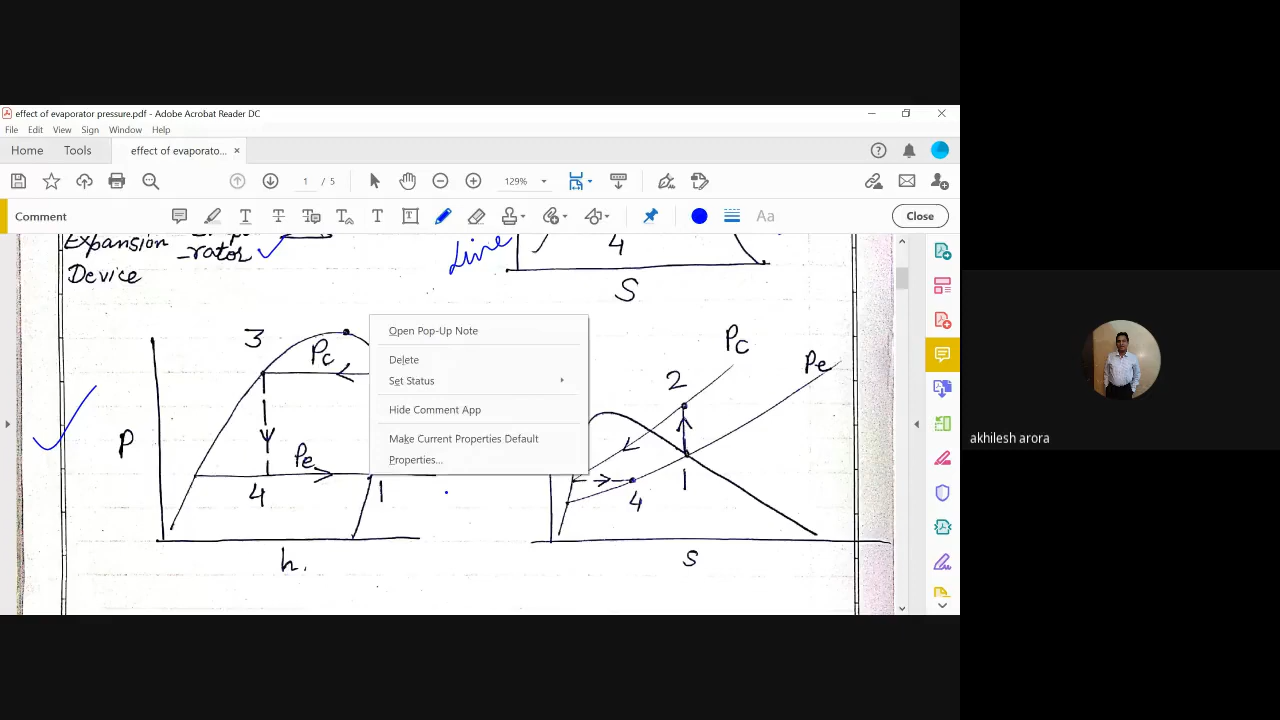 effect of evaporator pressure.pdf - Adobe Acrobat Reader DC
File Edit View Sign Window Help
Home Tools effect of evaporato... ×
1 / 5 129%
Comment Aa Close
Expansion
-rator
Device
Line
4
S
3
Pc
P
Pe
4
1
h.
Open Pop-Up Note
Delete
Set Status
Hide Comment App
Make Current Properties Default
Properties...
Pc
Pe
2
1
4
s
akhilesh arora